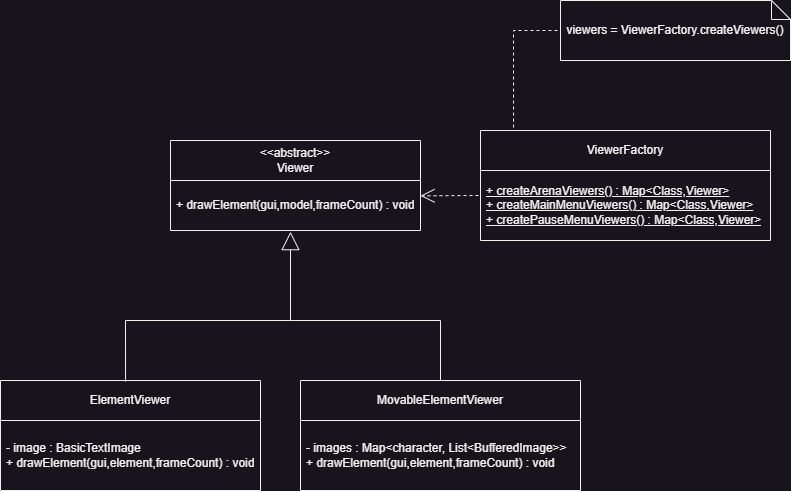 viewers = ViewerFactory.createViewers()
<<abstract>>
Viewer
+ drawElement(gui,model,frameCount) : void
ViewerFactory
+ createArenaViewers() : Map<Class,Viewer>
+ createMainMenuViewers() : Map<Class,Viewer>
+ createPauseMenuViewers() : Map<Class,Viewer>
ElementViewer
- image : BasicTextImage
+ drawElement(gui,element,frameCount) : void
MovableElementViewer
- images : Map<character, List<BufferedImage>>
+ drawElement(gui,element,frameCount) : void